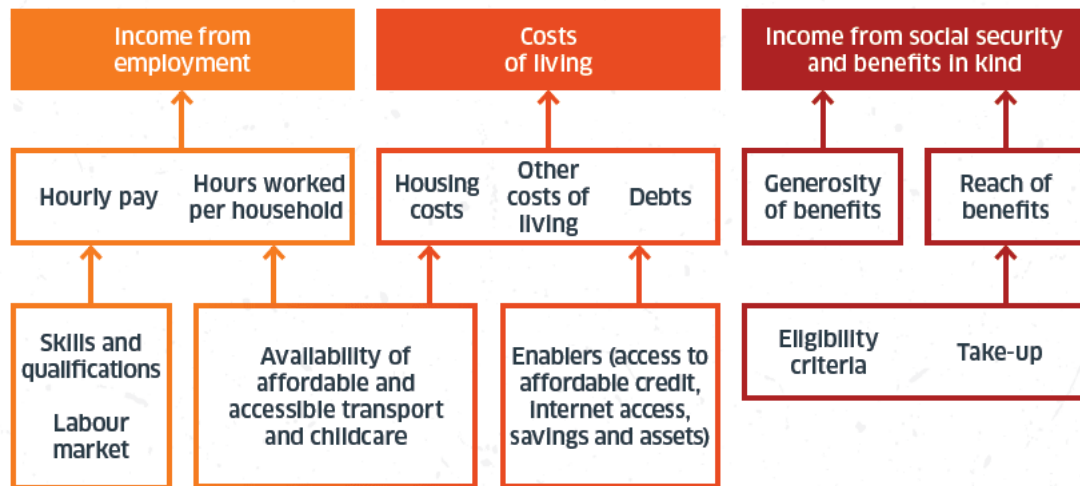 Income from
employment
Costs
of living
Income from social security
and benefits in kind
Hourly pay
Hours worked
per household
Housing
costs
Other
costs of
living
Debts
Generosity
of benefits
Reach of
benefits
Skills and
qualifications
Labour
market
Availability of
affordable and
accessible transport
and childcare
Enablers (access to
affordable credit,
internet access,
savings and assets)
Eligibility
criteria
Take-up